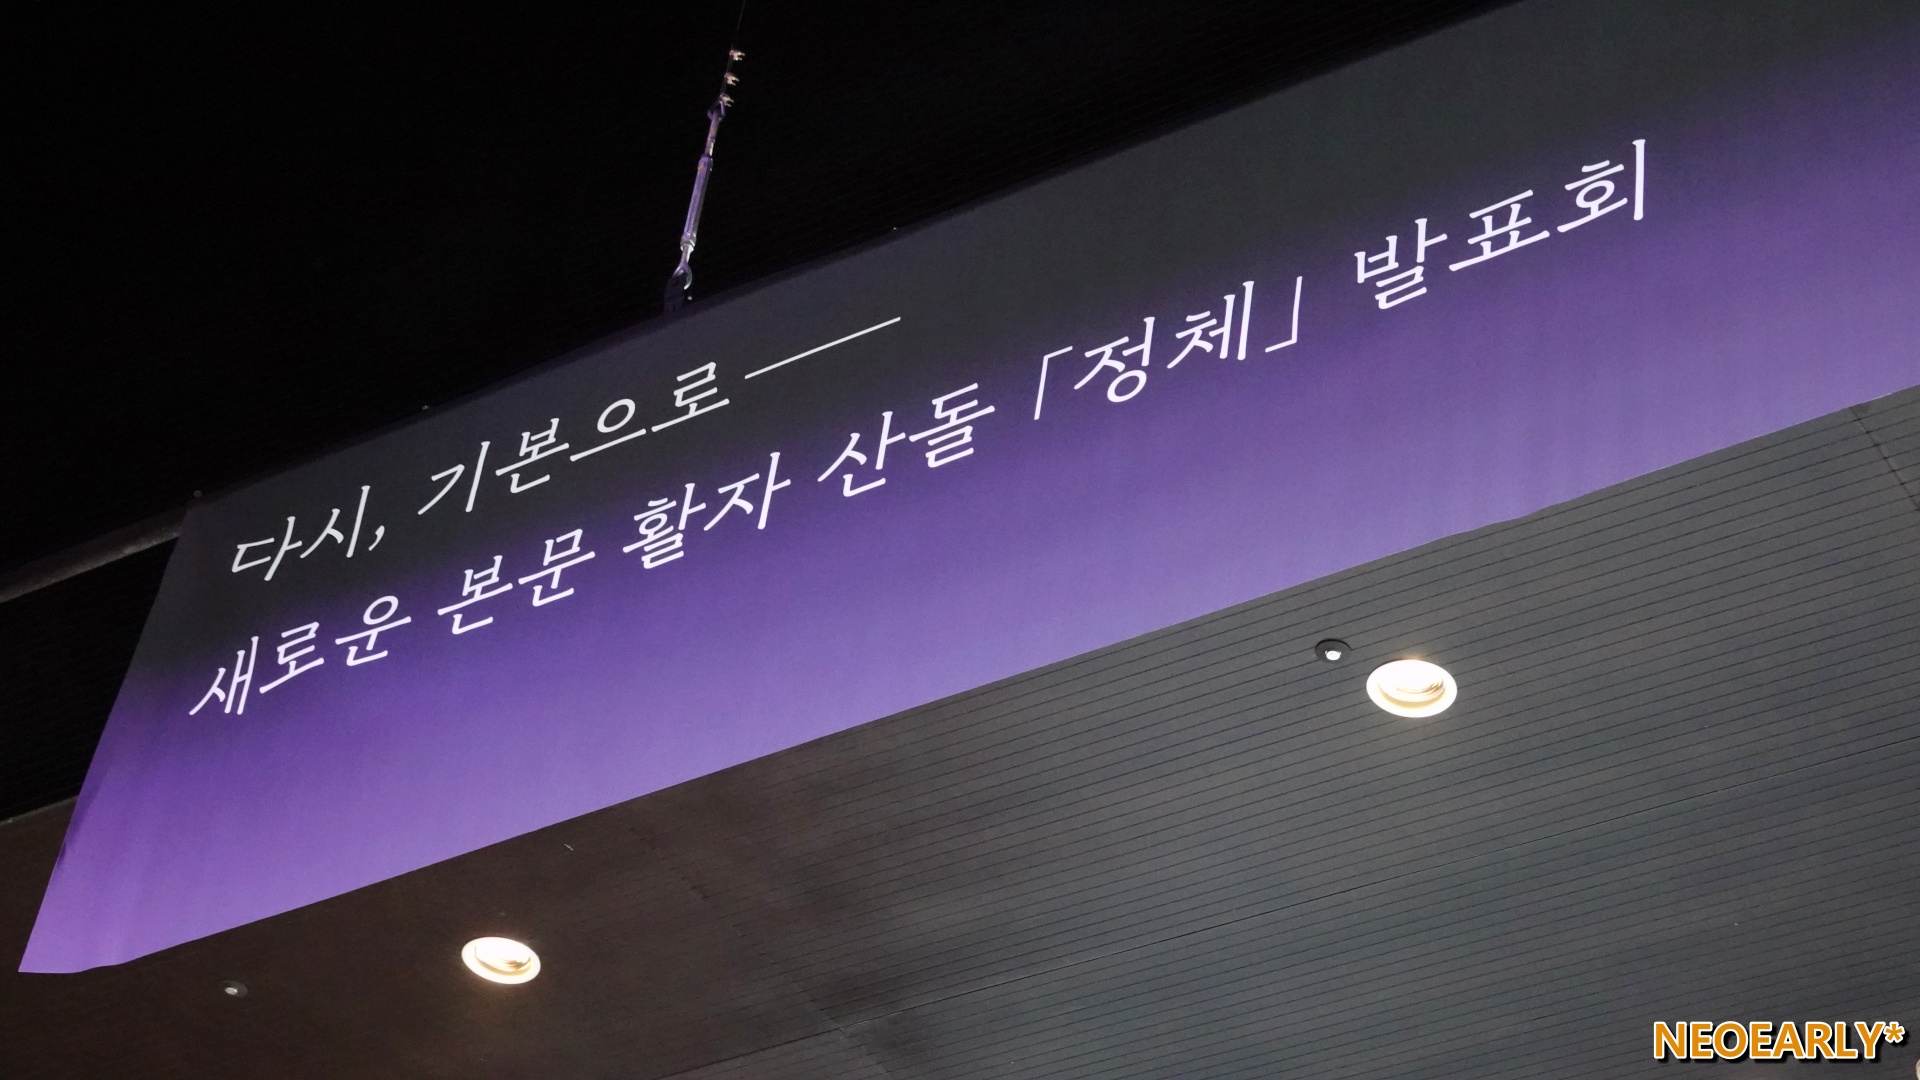 다시, 기본으로 ──
새로운 본문 활자 산돌 「정체」 발표회
NEOEARLY*